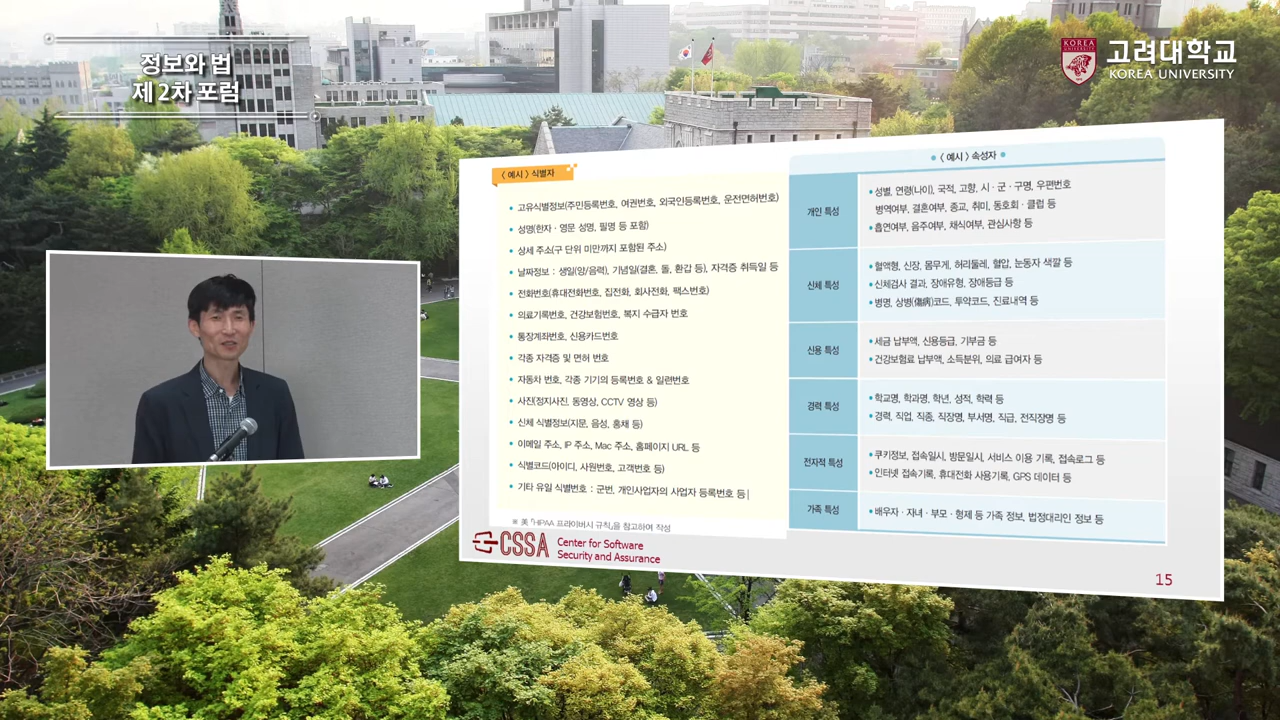 정보와 법
제 2차 포럼
KOREA
UNIVERSITY
고려대학교
KOREA UNIVERSITY
〈 예시 〉 식별자
• 고유식별정보(주민등록번호, 여권번호, 외국인등록번호, 운전면허번호)
• 성명(한자 · 영문 성명, 필명 등 포함)
• 상세 주소(구 단위 미만까지 포함된 주소)
• 날짜정보 : 생일(양/음력), 기념일(결혼, 돌, 환갑 등), 자격증 취득일 등
• 전화번호(휴대전화번호, 집전화, 회사전화, 팩스번호)
• 의료기록번호, 건강보험번호, 복지 수급자 번호
• 통장계좌번호, 신용카드번호
• 각종 자격증 및 면허 번호
• 자동차 번호, 각종 기기의 등록번호 & 일련번호
• 사진(정지사진, 동영상, CCTV 영상 등)
• 신체 식별정보(지문, 음성, 홍채 등)
• 이메일 주소, IP 주소, Mac 주소, 홈페이지 URL 등
• 식별코드(아이디, 사원번호, 고객번호 등)
• 기타 유일 식별번호 : 군번, 개인사업자의 사업자 등록번호 등
※ 美 「HIPAA 프라이버시 규칙」을 참고하여 작성
• 〈 예시 〉 속성자 •
개인 특성
• 성별, 연령(나이), 국적, 고향, 시 · 군 · 구명, 우편번호
병역여부, 결혼여부, 종교, 취미, 동호회 · 클럽 등
• 흡연여부, 음주여부, 채식여부, 관심사항 등
신체 특성
• 혈액형, 신장, 몸무게, 허리둘레, 혈압, 눈동자 색깔 등
• 신체검사 결과, 장애유형, 장애등급 등
• 병명, 상병(傷病)코드, 투약코드, 진료내역 등
신용 특성
• 세금 납부액, 신용등급, 기부금 등
• 건강보험료 납부액, 소득분위, 의료 급여자 등
경력 특성
• 학교명, 학과명, 학년, 성적, 학력 등
• 경력, 직업, 직종, 직장명, 부서명, 직급, 전직장명 등
전자적 특성
• 쿠키정보, 접속일시, 방문일시, 서비스 이용 기록, 접속로그 등
• 인터넷 접속기록, 휴대전화 사용기록, GPS 데이터 등
가족 특성
• 배우자 · 자녀 · 부모 · 형제 등 가족 정보, 법정대리인 정보 등
CSSA
Center for Software
Security and Assurance
15